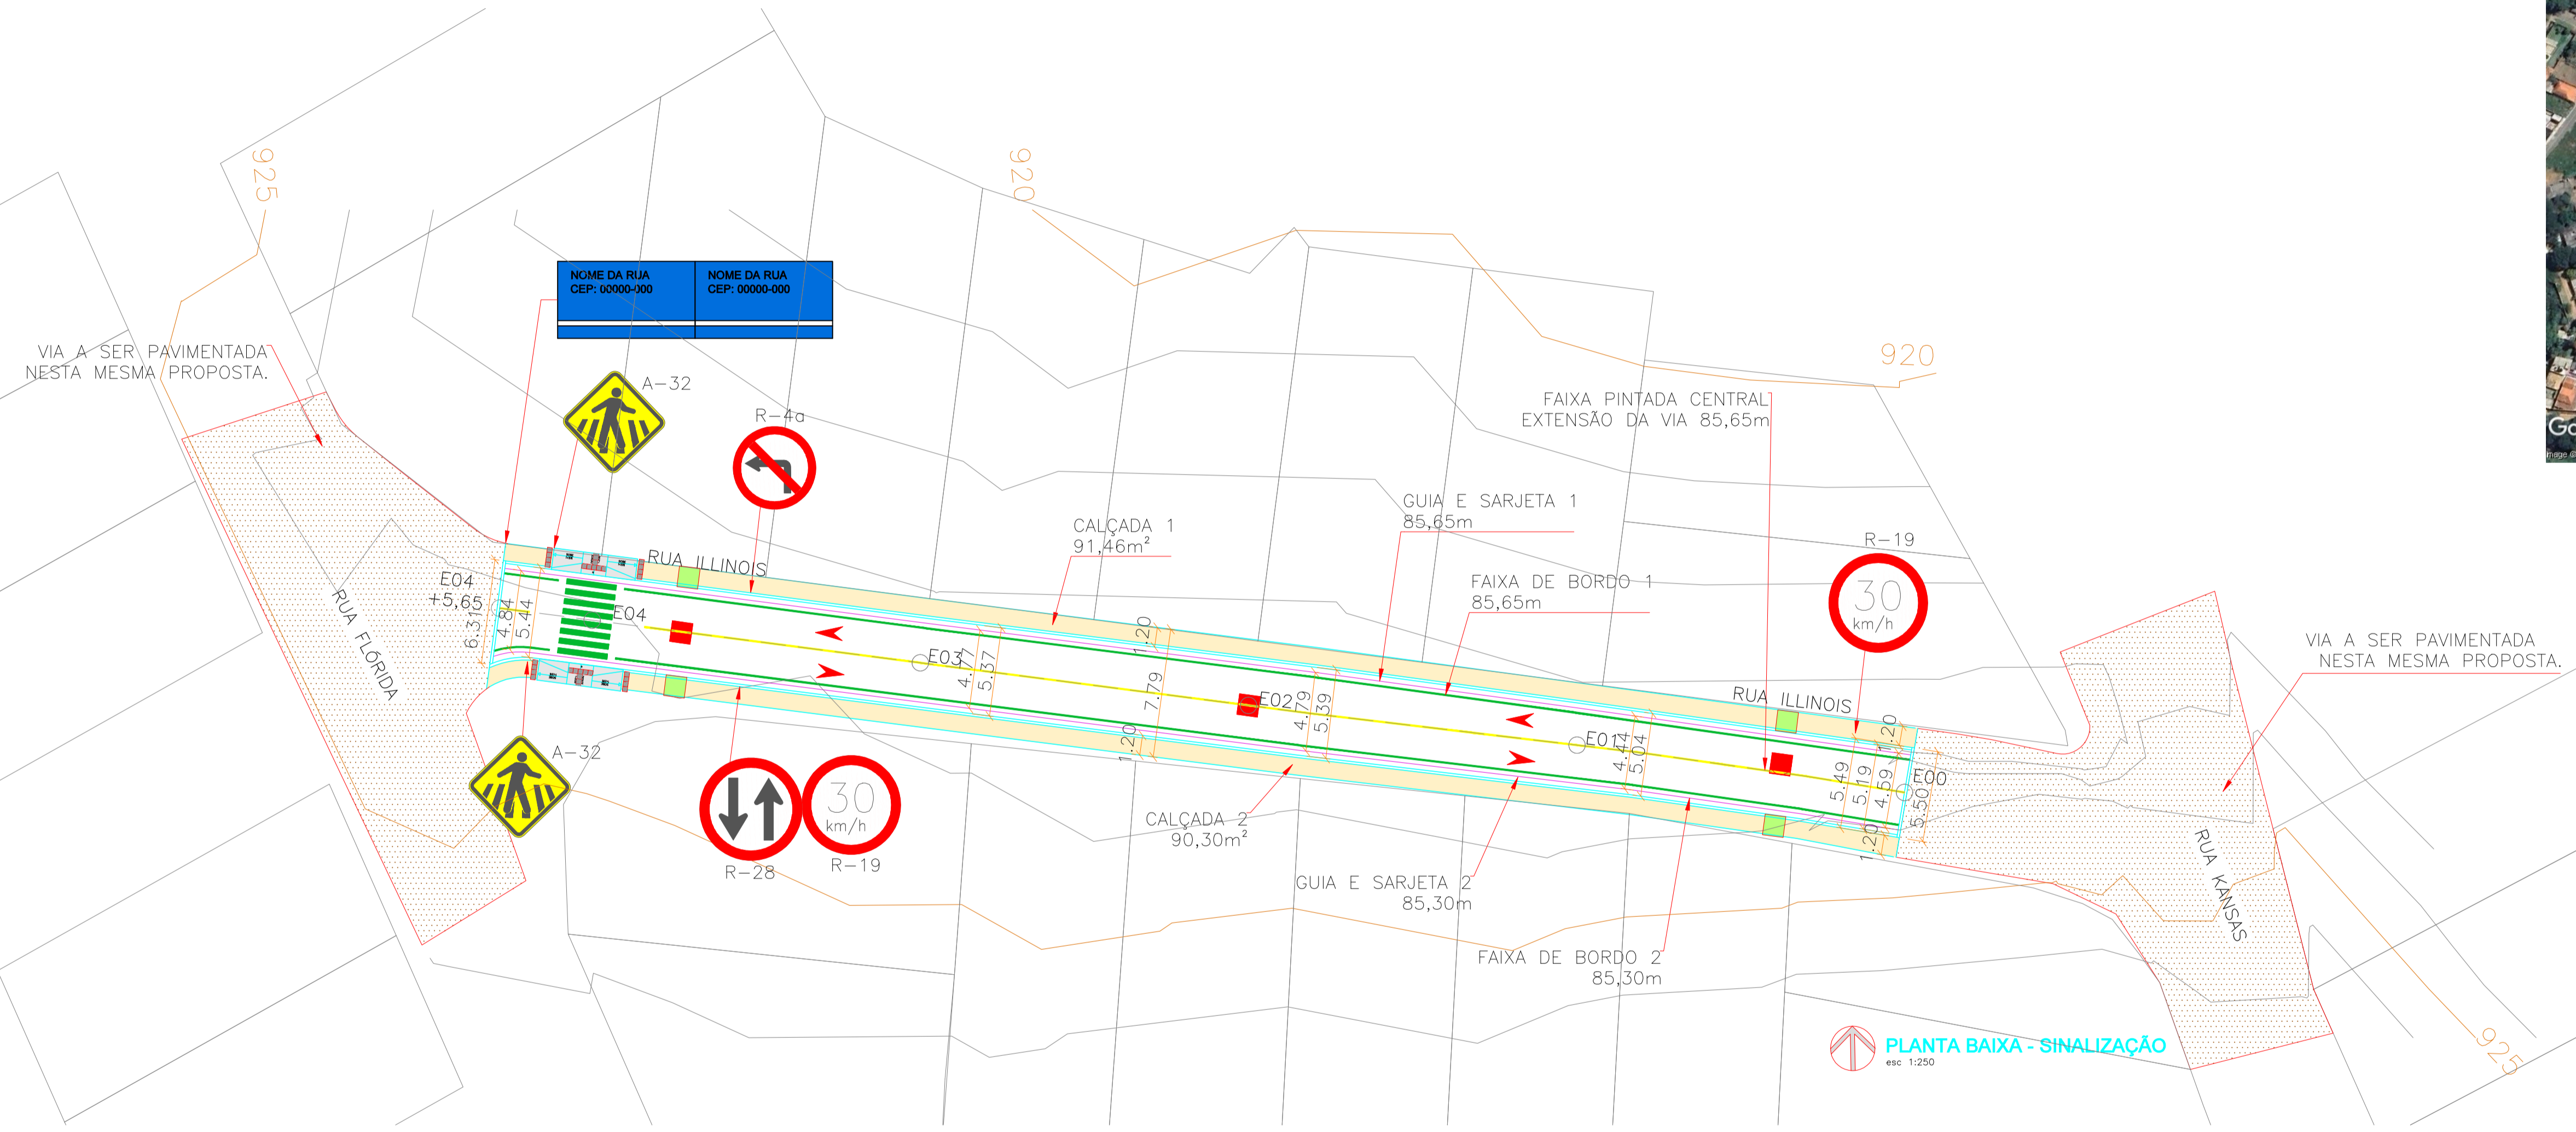 925
920
NOME DA RUA
CEP: 00000-000
NOME DA RUA
CEP: 00000-000
VIA A SER PAVIMENTADA
NESTA MESMA PROPOSTA.
A-32
R-4a
920
FAIXA PINTADA CENTRAL
EXTENSÃO DA VIA 85,65m
GUIA E SARJETA 1
85,65m
CALÇADA 1
91,46m²
R-19
30
km/h
FAIXA DE BORDO 1
85,65m
RUA ILLINOIS
E04
+5,65
6.31
4.84
5.44
E04
RUA FLÓRIDA
E03
4.77
5.37
1.20
7.79
1.20
E02
4.79
5.39
E01
4.44
5.04
RUA ILLINOIS
1.20
5.49
5.19
4.59
5.50
E00
1.20
VIA A SER PAVIMENTADA
NESTA MESMA PROPOSTA.
RUA KANSAS
A-32
R-28
30
km/h
R-19
CALÇADA 2
90,30m²
GUIA E SARJETA 2
85,30m
FAIXA DE BORDO 2
85,30m
PLANTA BAIXA - SINALIZAÇÃO
esc 1:250
925